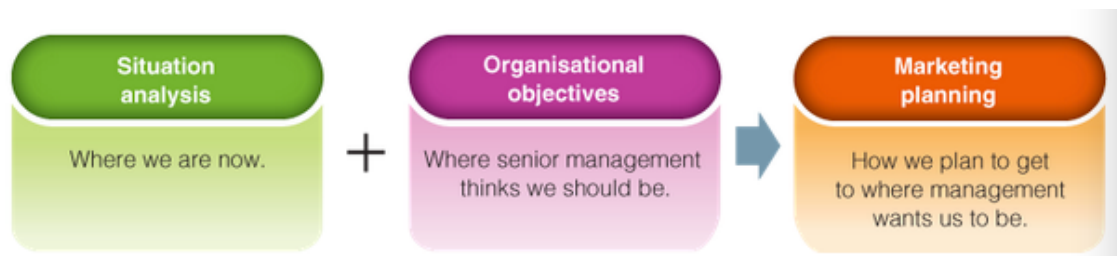 Situation
analysis
Where we are now.
+
Organisational
objectives
Where senior management
thinks we should be.
Marketing
planning
How we plan to get
to where management
wants us to be.